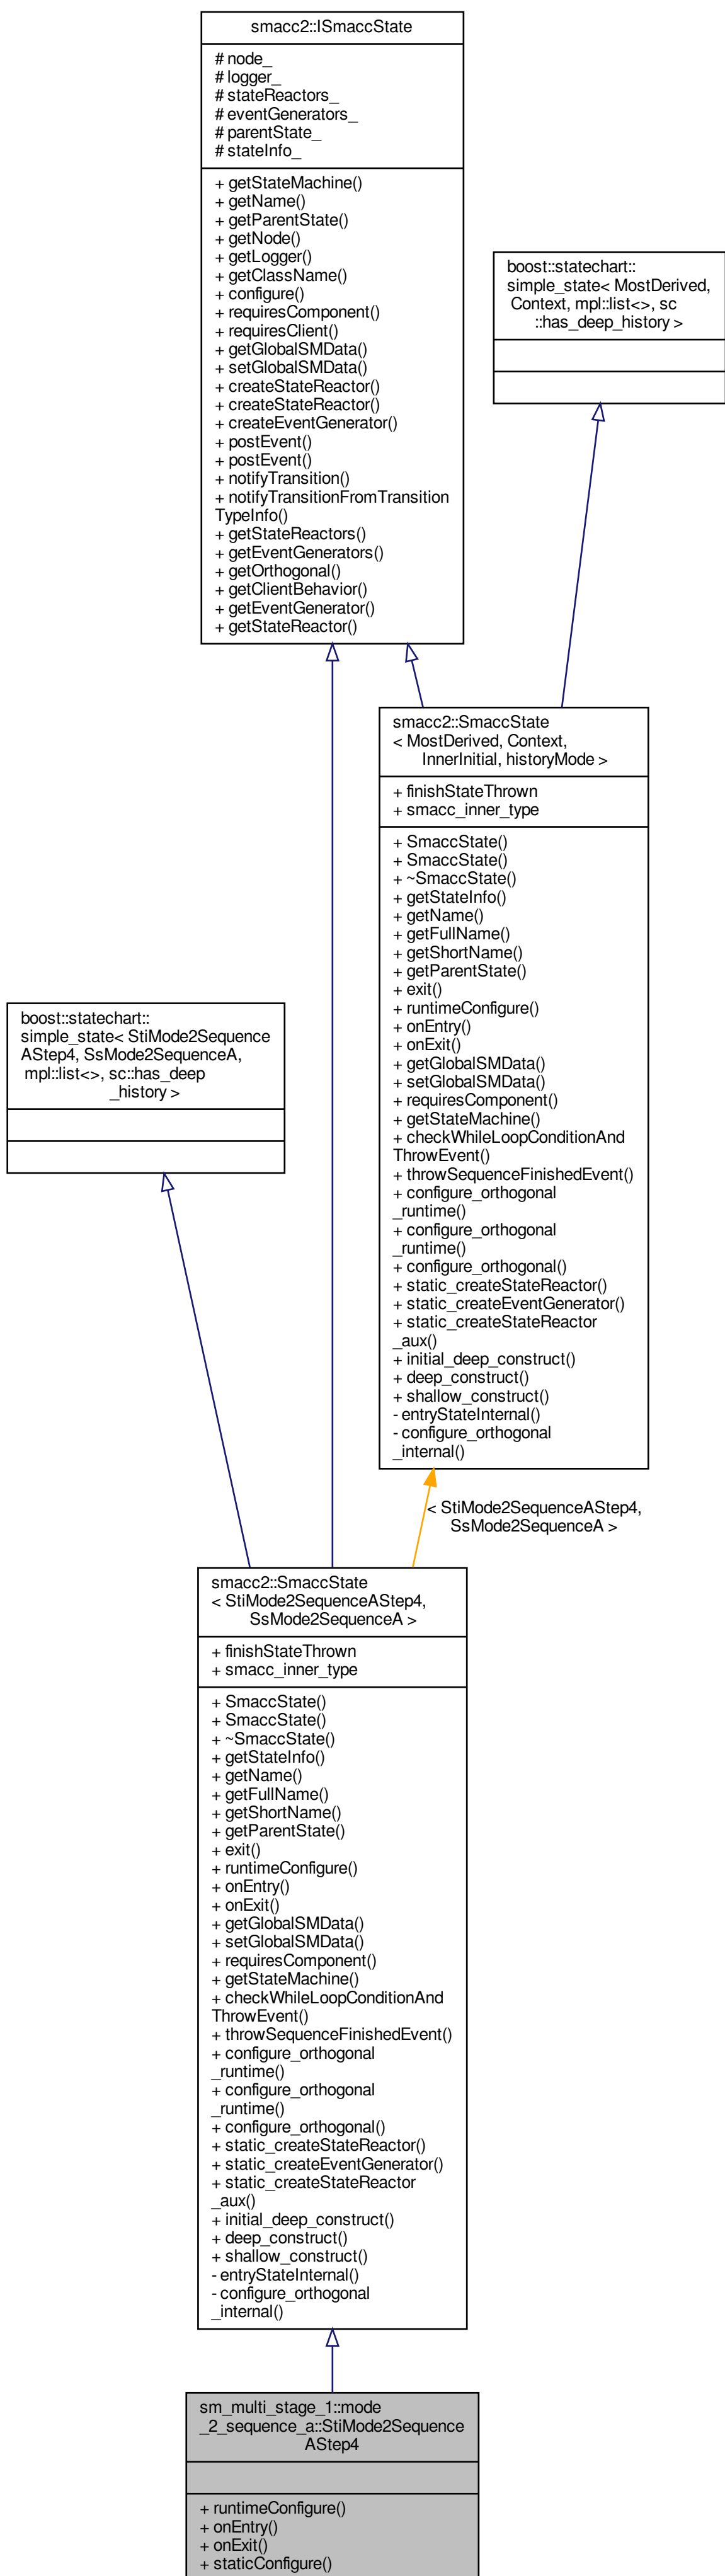 smacc2::ISmaccState
# node_
# logger_
# stateReactors_
# eventGenerators_
# parentState_
# stateInfo_
+ getStateMachine()
+ getName()
+ getParentState()
+ getNode()
+ getLogger()
+ getClassName()
+ configure()
+ requiresComponent()
+ requiresClient()
+ getGlobalSMData()
+ setGlobalSMData()
+ createStateReactor()
+ createStateReactor()
+ createEventGenerator()
+ postEvent()
+ postEvent()
+ notifyTransition()
+ notifyTransitionFromTransition
TypeInfo()
+ getStateReactors()
+ getEventGenerators()
+ getOrthogonal()
+ getClientBehavior()
+ getEventGenerator()
+ getStateReactor()
boost::statechart::
simple_state< MostDerived,
Context, mpl::list<>, sc
::has_deep_history >
smacc2::SmaccState
< MostDerived, Context,
InnerInitial, historyMode >
+ finishStateThrown
+ smacc_inner_type
+ SmaccState()
+ SmaccState()
+ ~SmaccState()
+ getStateInfo()
+ getName()
+ getFullName()
+ getShortName()
+ getParentState()
+ exit()
+ runtimeConfigure()
+ onEntry()
+ onExit()
+ getGlobalSMData()
+ setGlobalSMData()
+ requiresComponent()
+ getStateMachine()
+ checkWhileLoopConditionAnd
ThrowEvent()
+ throwSequenceFinishedEvent()
+ configure_orthogonal
_runtime()
+ configure_orthogonal
_runtime()
+ configure_orthogonal()
+ static_createStateReactor()
+ static_createEventGenerator()
+ static_createStateReactor
_aux()
+ initial_deep_construct()
+ deep_construct()
+ shallow_construct()
- entryStateInternal()
- configure_orthogonal
_internal()
boost::statechart::
simple_state< StiMode2Sequence
AStep4, SsMode2SequenceA,
mpl::list<>, sc::has_deep
_history >
< StiMode2SequenceAStep4,
SsMode2SequenceA >
smacc2::SmaccState
< StiMode2SequenceAStep4,
SsMode2SequenceA >
+ finishStateThrown
+ smacc_inner_type
+ SmaccState()
+ SmaccState()
+ ~SmaccState()
+ getStateInfo()
+ getName()
+ getFullName()
+ getShortName()
+ getParentState()
+ exit()
+ runtimeConfigure()
+ onEntry()
+ onExit()
+ getGlobalSMData()
+ setGlobalSMData()
+ requiresComponent()
+ getStateMachine()
+ checkWhileLoopConditionAnd
ThrowEvent()
+ throwSequenceFinishedEvent()
+ configure_orthogonal
_runtime()
+ configure_orthogonal
_runtime()
+ configure_orthogonal()
+ static_createStateReactor()
+ static_createEventGenerator()
+ static_createStateReactor
_aux()
+ initial_deep_construct()
+ deep_construct()
+ shallow_construct()
- entryStateInternal()
- configure_orthogonal
_internal()
sm_multi_stage_1::mode
_2_sequence_a::StiMode2Sequence
AStep4
+ runtimeConfigure()
+ onEntry()
+ onExit()
+ staticConfigure()